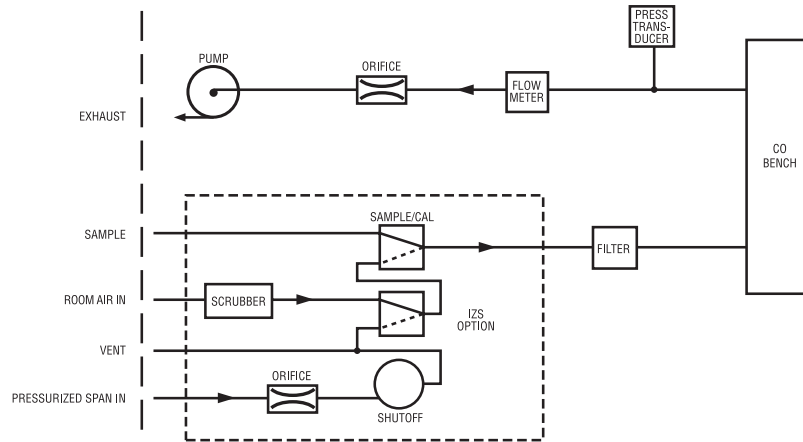 PRESS
TRANS-
DUCER
PUMP
ORIFICE
FLOW
METER
EXHAUST
CO
BENCH
SAMPLE/CAL
SAMPLE
FILTER
ROOM AIR IN
SCRUBBER
IZS
OPTION
VENT
ORIFICE
PRESSURIZED SPAN IN
SHUTOFF